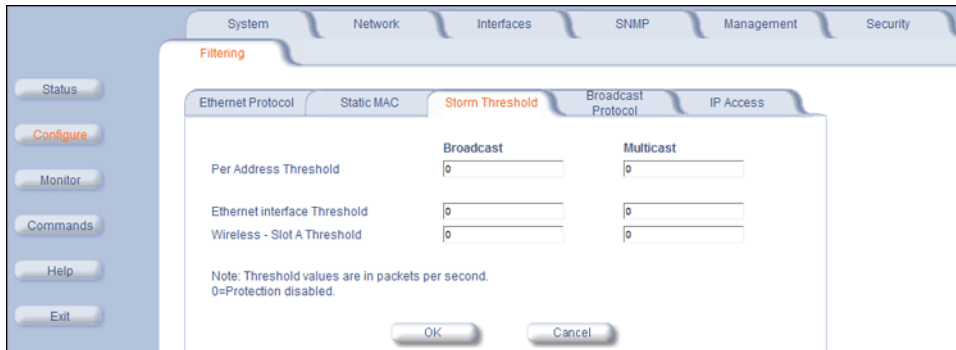 System Network Interfaces SNMP Management Security
Filtering
Status
Configure
Monitor
Commands
Help
Exit
Ethernet Protocol Static MAC Storm Threshold Broadcast Protocol IP Access
Broadcast Multicast
Per Address Threshold 0 0
Ethernet interface Threshold 0 0
Wireless - Slot A Threshold 0 0
Note: Threshold values are in packets per second.
0=Protection disabled.
OK Cancel